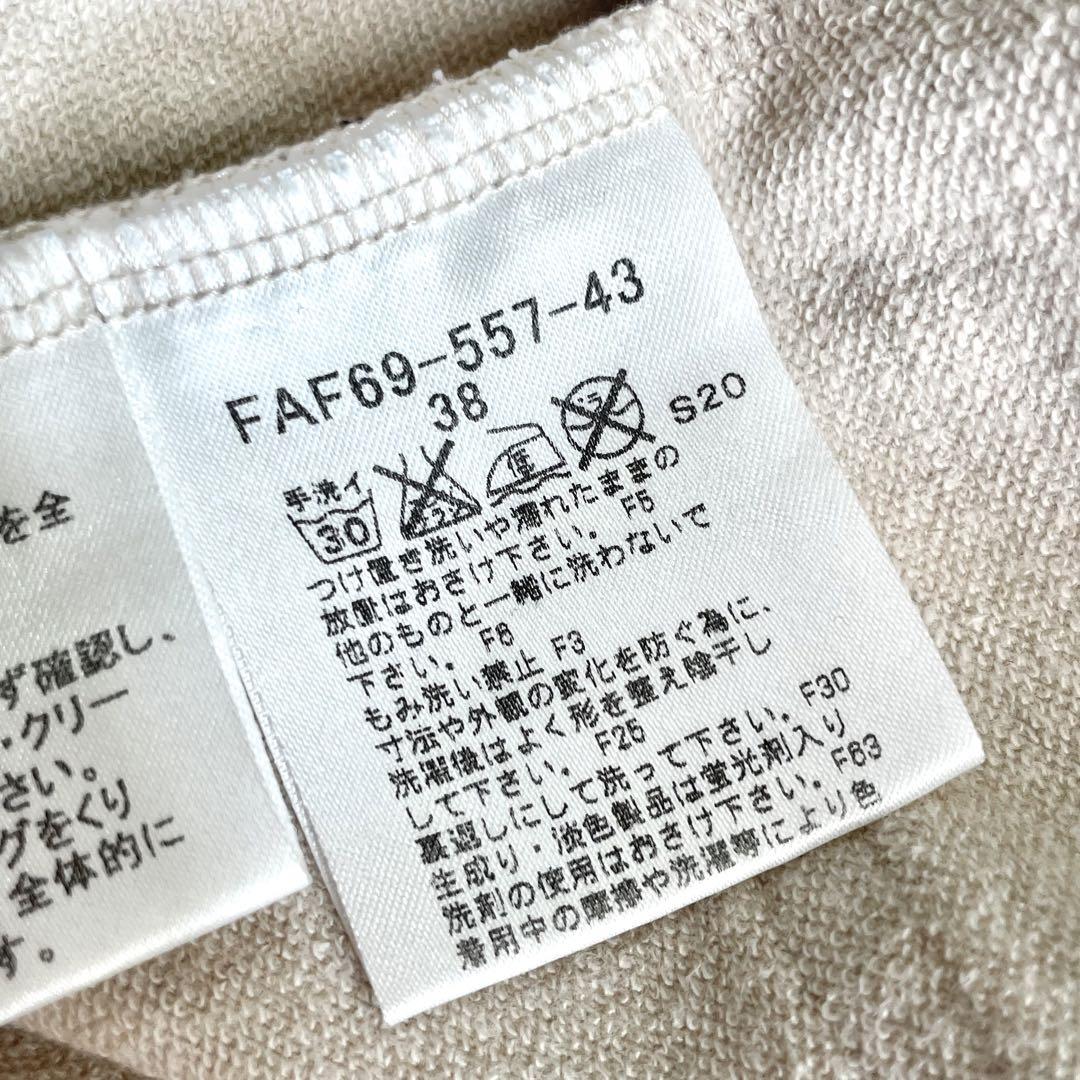 FAF69-557-43
38
手洗イ
30
S20
つけ置き洗いや濡れたままの
放置はおさけ下さい。 F5
他のものと一緒に洗わないで
下さい。 F6
もみ洗い禁止 F3
寸法や外観の変化を防ぐ為に、
洗濯後はよく形を整え陰干し
して下さい。 F25
裏返しにして洗って下さい。F30
生成り・淡色製品は蛍光剤入り
洗剤の使用はおさけ下さい。F63
着用中の摩擦や洗濯等により色
を全
ず確認し、
・クリー
さい。
グをくり
全体的に
す。